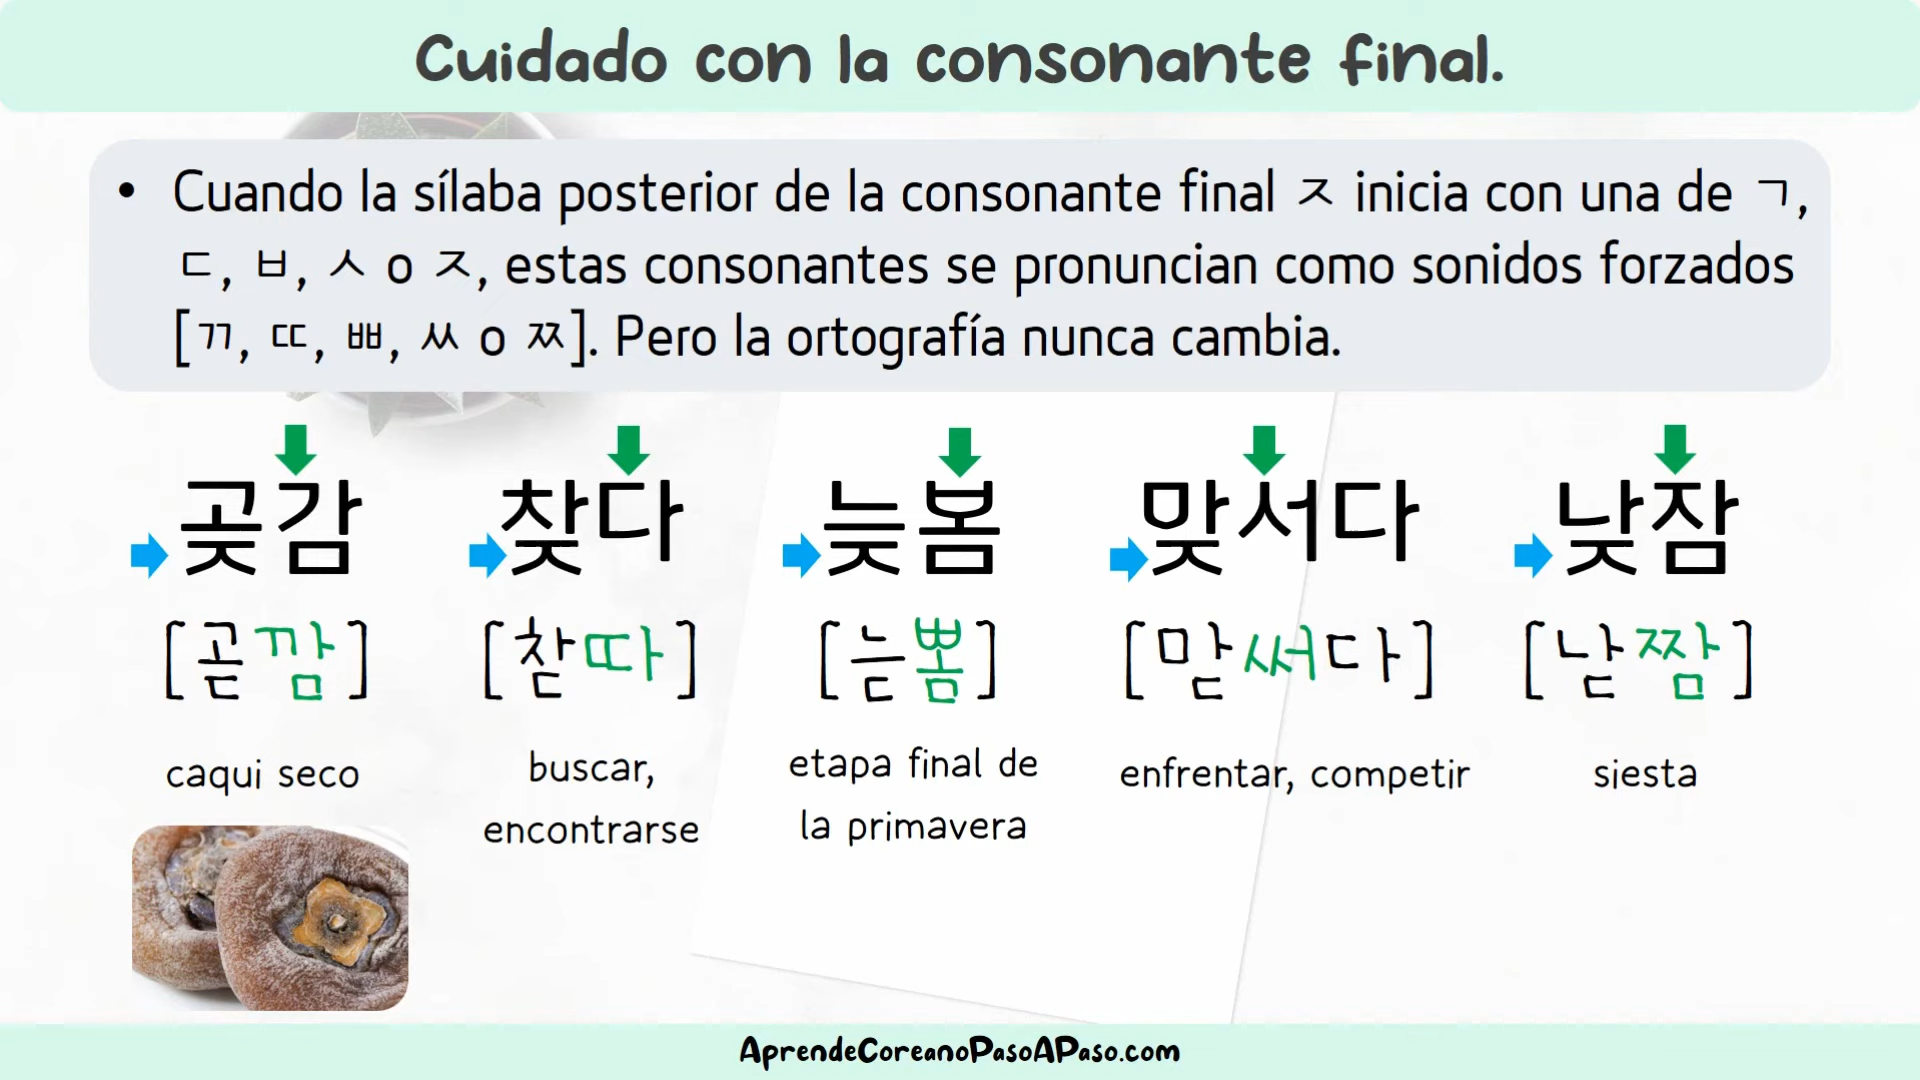 Cuidado con la consonante final.
• Cuando la sílaba posterior de la consonante final ㅈ inicia con una de ㄱ,
ㄷ, ㅂ, ㅅ o ㅈ, estas consonantes se pronuncian como sonidos forzados
[ㄲ, ㄸ, ㅃ, ㅆ o ㅉ]. Pero la ortografía nunca cambia.
곶감 찾다 늦봄 맞서다 낮잠
[곧깜] [찯따] [늗뽐] [맏써다] [낟짬]
caqui seco
buscar,
encontrarse
etapa final de
la primavera
enfrentar, competir
siesta
AprendeCoreanoPasoAPaso.com